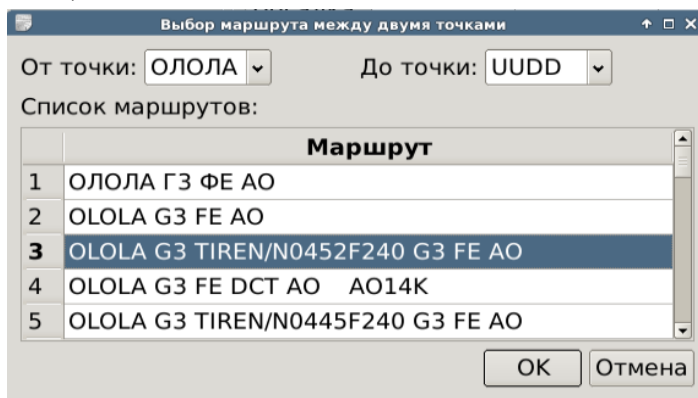 Выбор маршрута между двумя точками
От точки: ОЛОЛА До точки: UUDD
Список маршрутов:
Маршрут
1 ОЛОЛА Г3 ФЕ АО
2 OLOLA G3 FE AO
3 OLOLA G3 TIREN/N0452F240 G3 FE AO
4 OLOLA G3 FE DCT AO AO14K
5 OLOLA G3 TIREN/N0445F240 G3 FE AO
OK Отмена